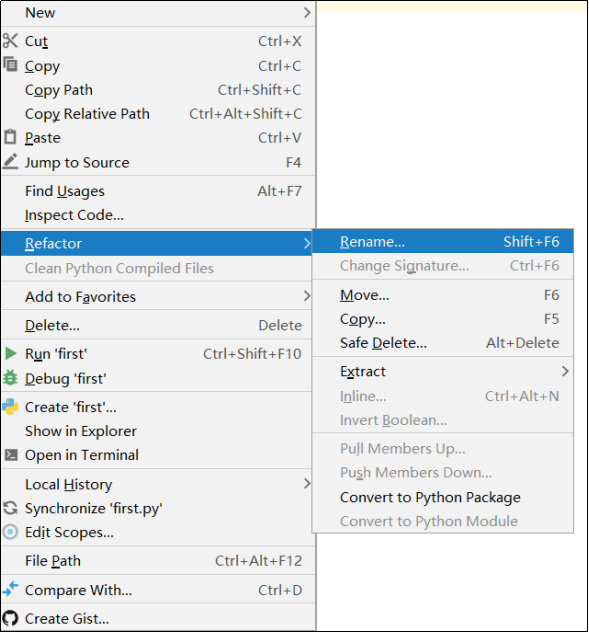 New
Cut Ctrl+X
Copy Ctrl+C
Copy Path Ctrl+Shift+C
Copy Relative Path Ctrl+Alt+Shift+C
Paste Ctrl+V
Jump to Source F4
Find Usages Alt+F7
Inspect Code...
Refactor
Clean Python Compiled Files
Add to Favorites
Delete... Delete
Run 'first' Ctrl+Shift+F10
Debug 'first'
Create 'first'...
Show in Explorer
Open in Terminal
Local History
Synchronize 'first.py'
Edit Scopes...
File Path Ctrl+Alt+F12
Compare With... Ctrl+D
Create Gist...
Rename... Shift+F6
Change Signature... Ctrl+F6
Move... F6
Copy... F5
Safe Delete... Alt+Delete
Extract
Inline... Ctrl+Alt+N
Invert Boolean...
Pull Members Up...
Push Members Down...
Convert to Python Package
Convert to Python Module